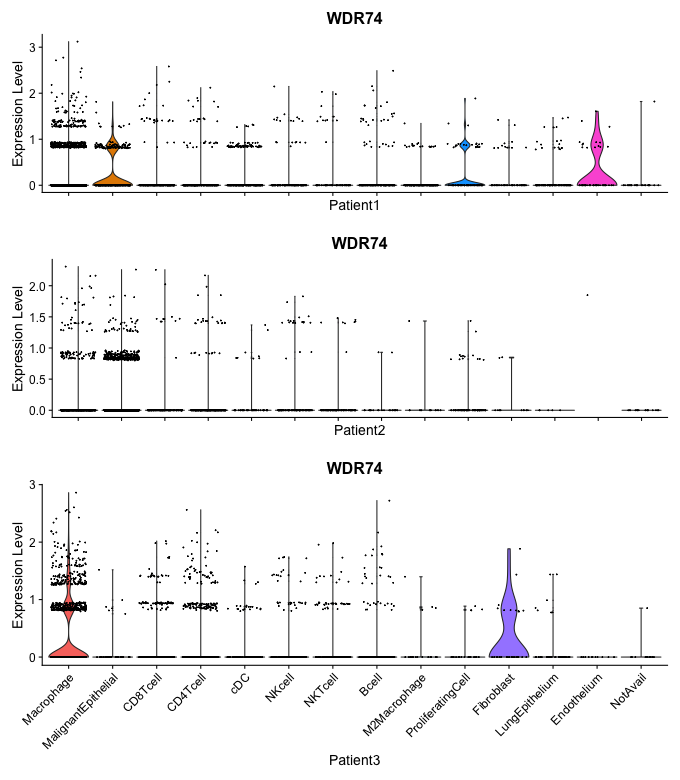 WDR74
3
2
1
0
Expression Level
Patient1
WDR74
2.0
1.5
1.0
0.5
0.0
Expression Level
Patient2
WDR74
3
2
1
0
Expression Level
Macrophage
MalignantEpithelial
CD8Tcell
CD4Tcell
cDC
NKcell
NKTcell
Bcell
M2Macrophage
ProliferatingCell
Fibroblast
LungEpithelium
Endothelium
NotAvail
Patient3